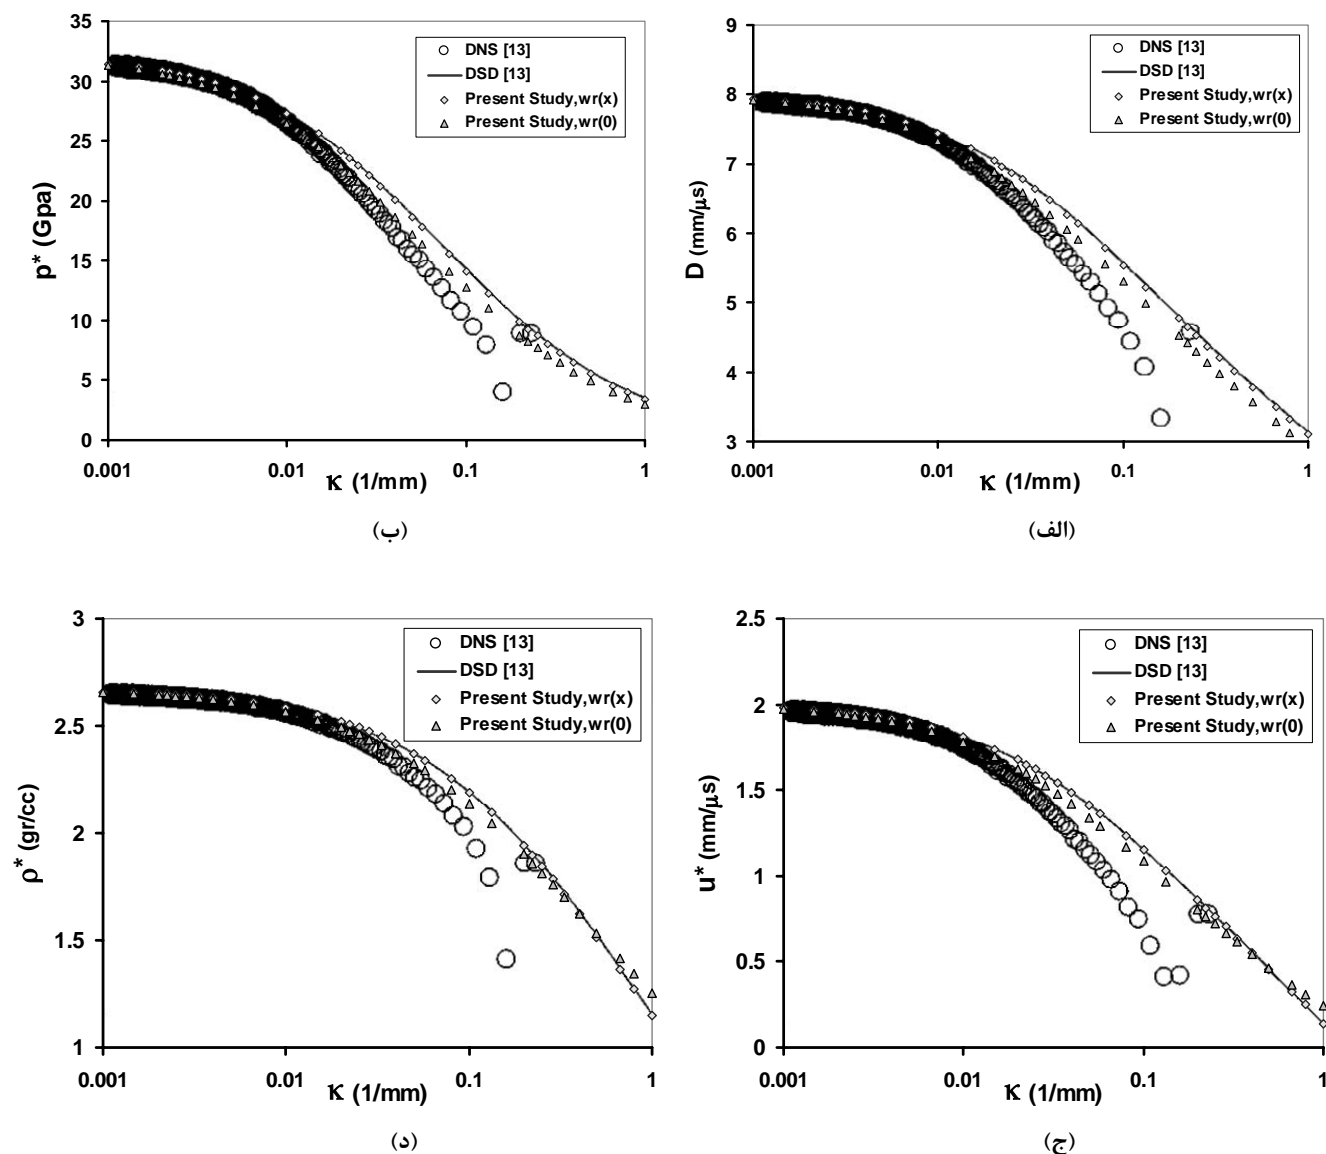 35
30
25
20
15
10
5
0
p* (Gpa)
DNS [13]
DSD [13]
Present Study,wr(x)
Present Study,wr(0)
0.001 0.01 0.1 1
κ (1/mm)
(ب)
9
8
7
6
5
4
3
D (mm/μs)
DNS [13]
DSD [13]
Present Study,wr(x)
Present Study,wr(0)
0.001 0.01 0.1 1
κ (1/mm)
(الف)
3
2.5
2
1.5
1
ρ* (gr/cc)
DNS [13]
DSD [13]
Present Study,wr(x)
Present Study,wr(0)
0.001 0.01 0.1 1
κ (1/mm)
(د)
2.5
2
1.5
1
0.5
0
u* (mm/μs)
DNS [13]
DSD [13]
Present Study,wr(x)
Present Study,wr(0)
0.001 0.01 0.1 1
κ (1/mm)
(ج)